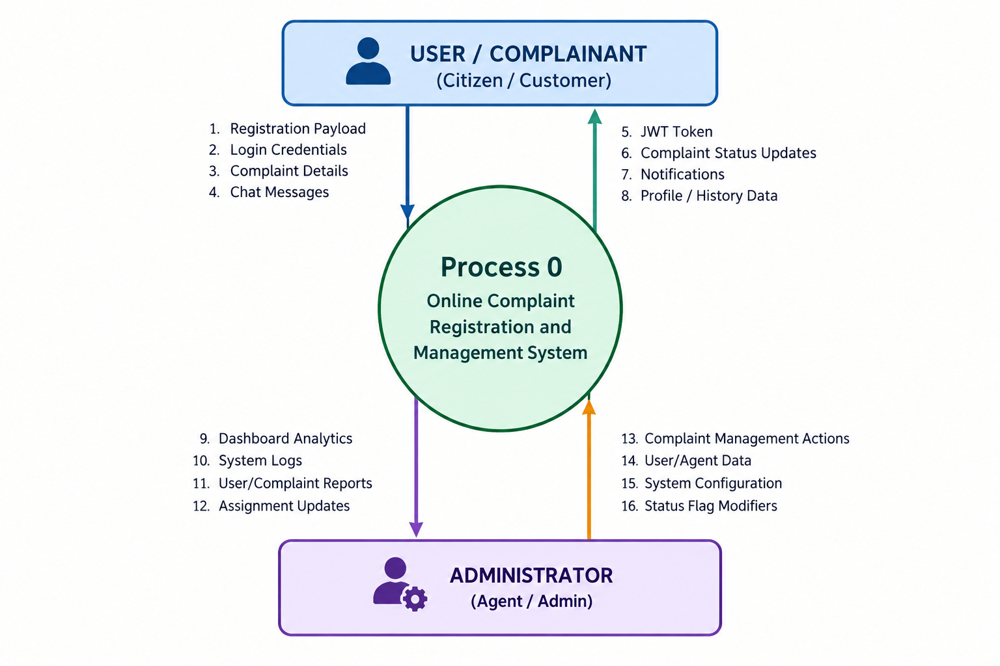 USER / COMPLAINANT
(Citizen / Customer)
1. Registration Payload
2. Login Credentials
3. Complaint Details
4. Chat Messages
5. JWT Token
6. Complaint Status Updates
7. Notifications
8. Profile / History Data
Process 0
Online Complaint
Registration and
Management System
9. Dashboard Analytics
10. System Logs
11. User/Complaint Reports
12. Assignment Updates
13. Complaint Management Actions
14. User/Agent Data
15. System Configuration
16. Status Flag Modifiers
ADMINISTRATOR
(Agent / Admin)